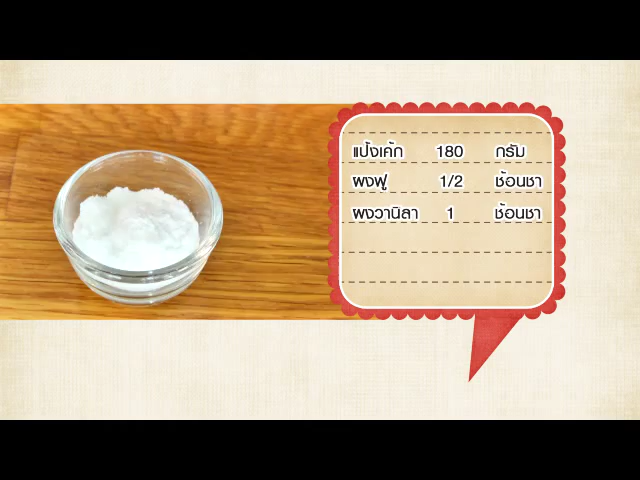 แป้งเค้ก 180 กรัม
ผงฟู 1/2 ช้อนชา
ผงวานิลา 1 ช้อนชา